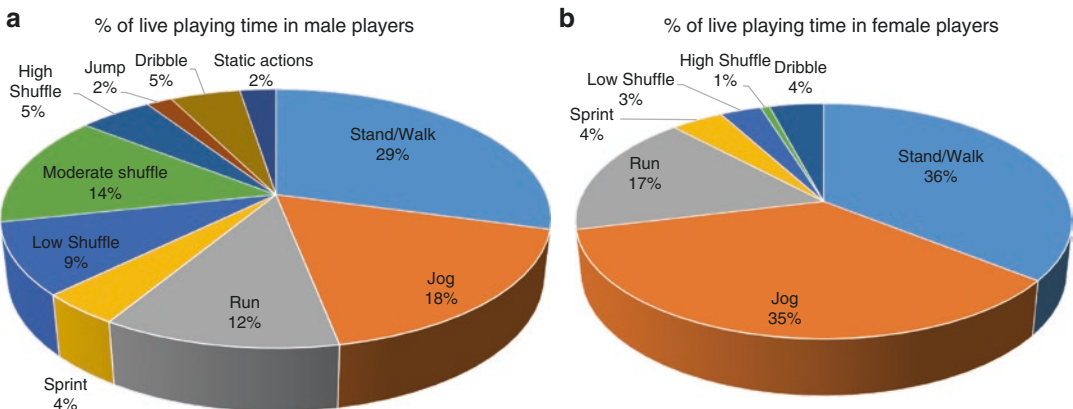 a
% of live playing time in male players
High
Shuffle
5%
Jump
2%
Dribble
5%
Static actions
2%
Stand/Walk
29%
Moderate shuffle
14%
Low Shuffle
9%
Jog
18%
Run
12%
Sprint
4%
b
% of live playing time in female players
High Shuffle
1%
Dribble
4%
Low Shuffle
3%
Sprint
4%
Stand/Walk
36%
Run
17%
Jog
35%